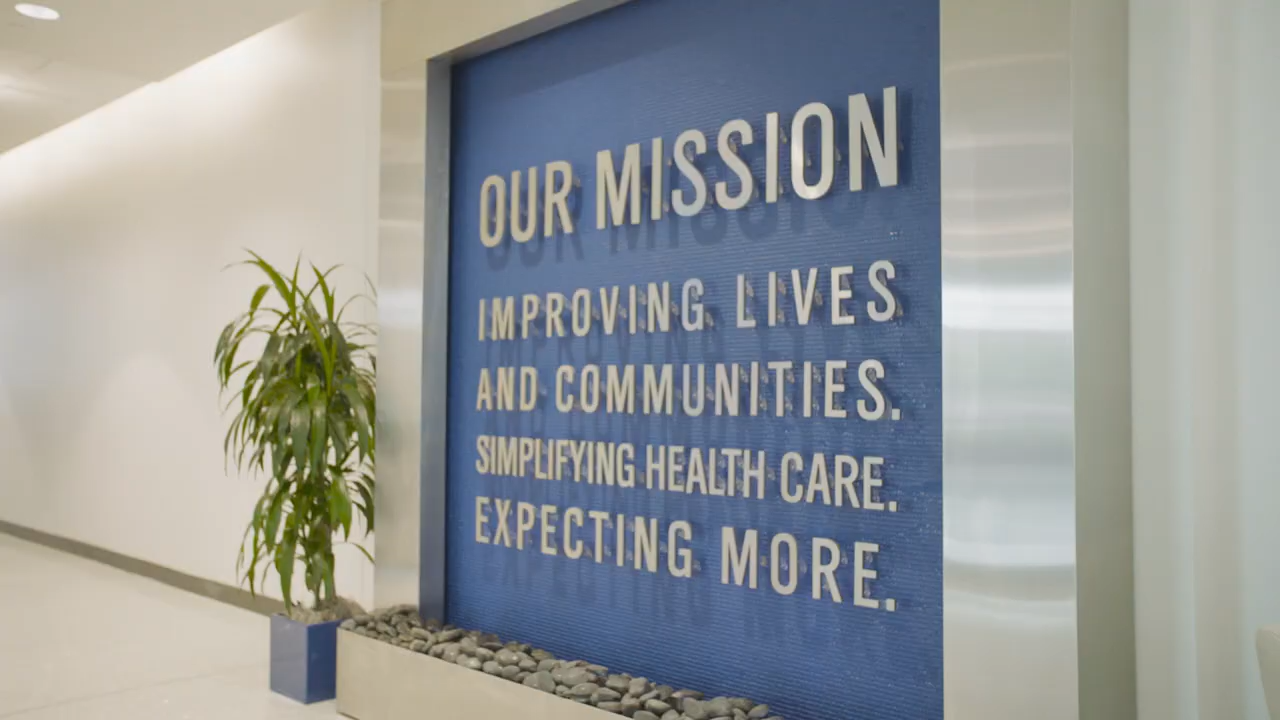 OUR MISSION
IMPROVING LIVES
AND COMMUNITIES.
SIMPLIFYING HEALTH CARE.
EXPECTING MORE.